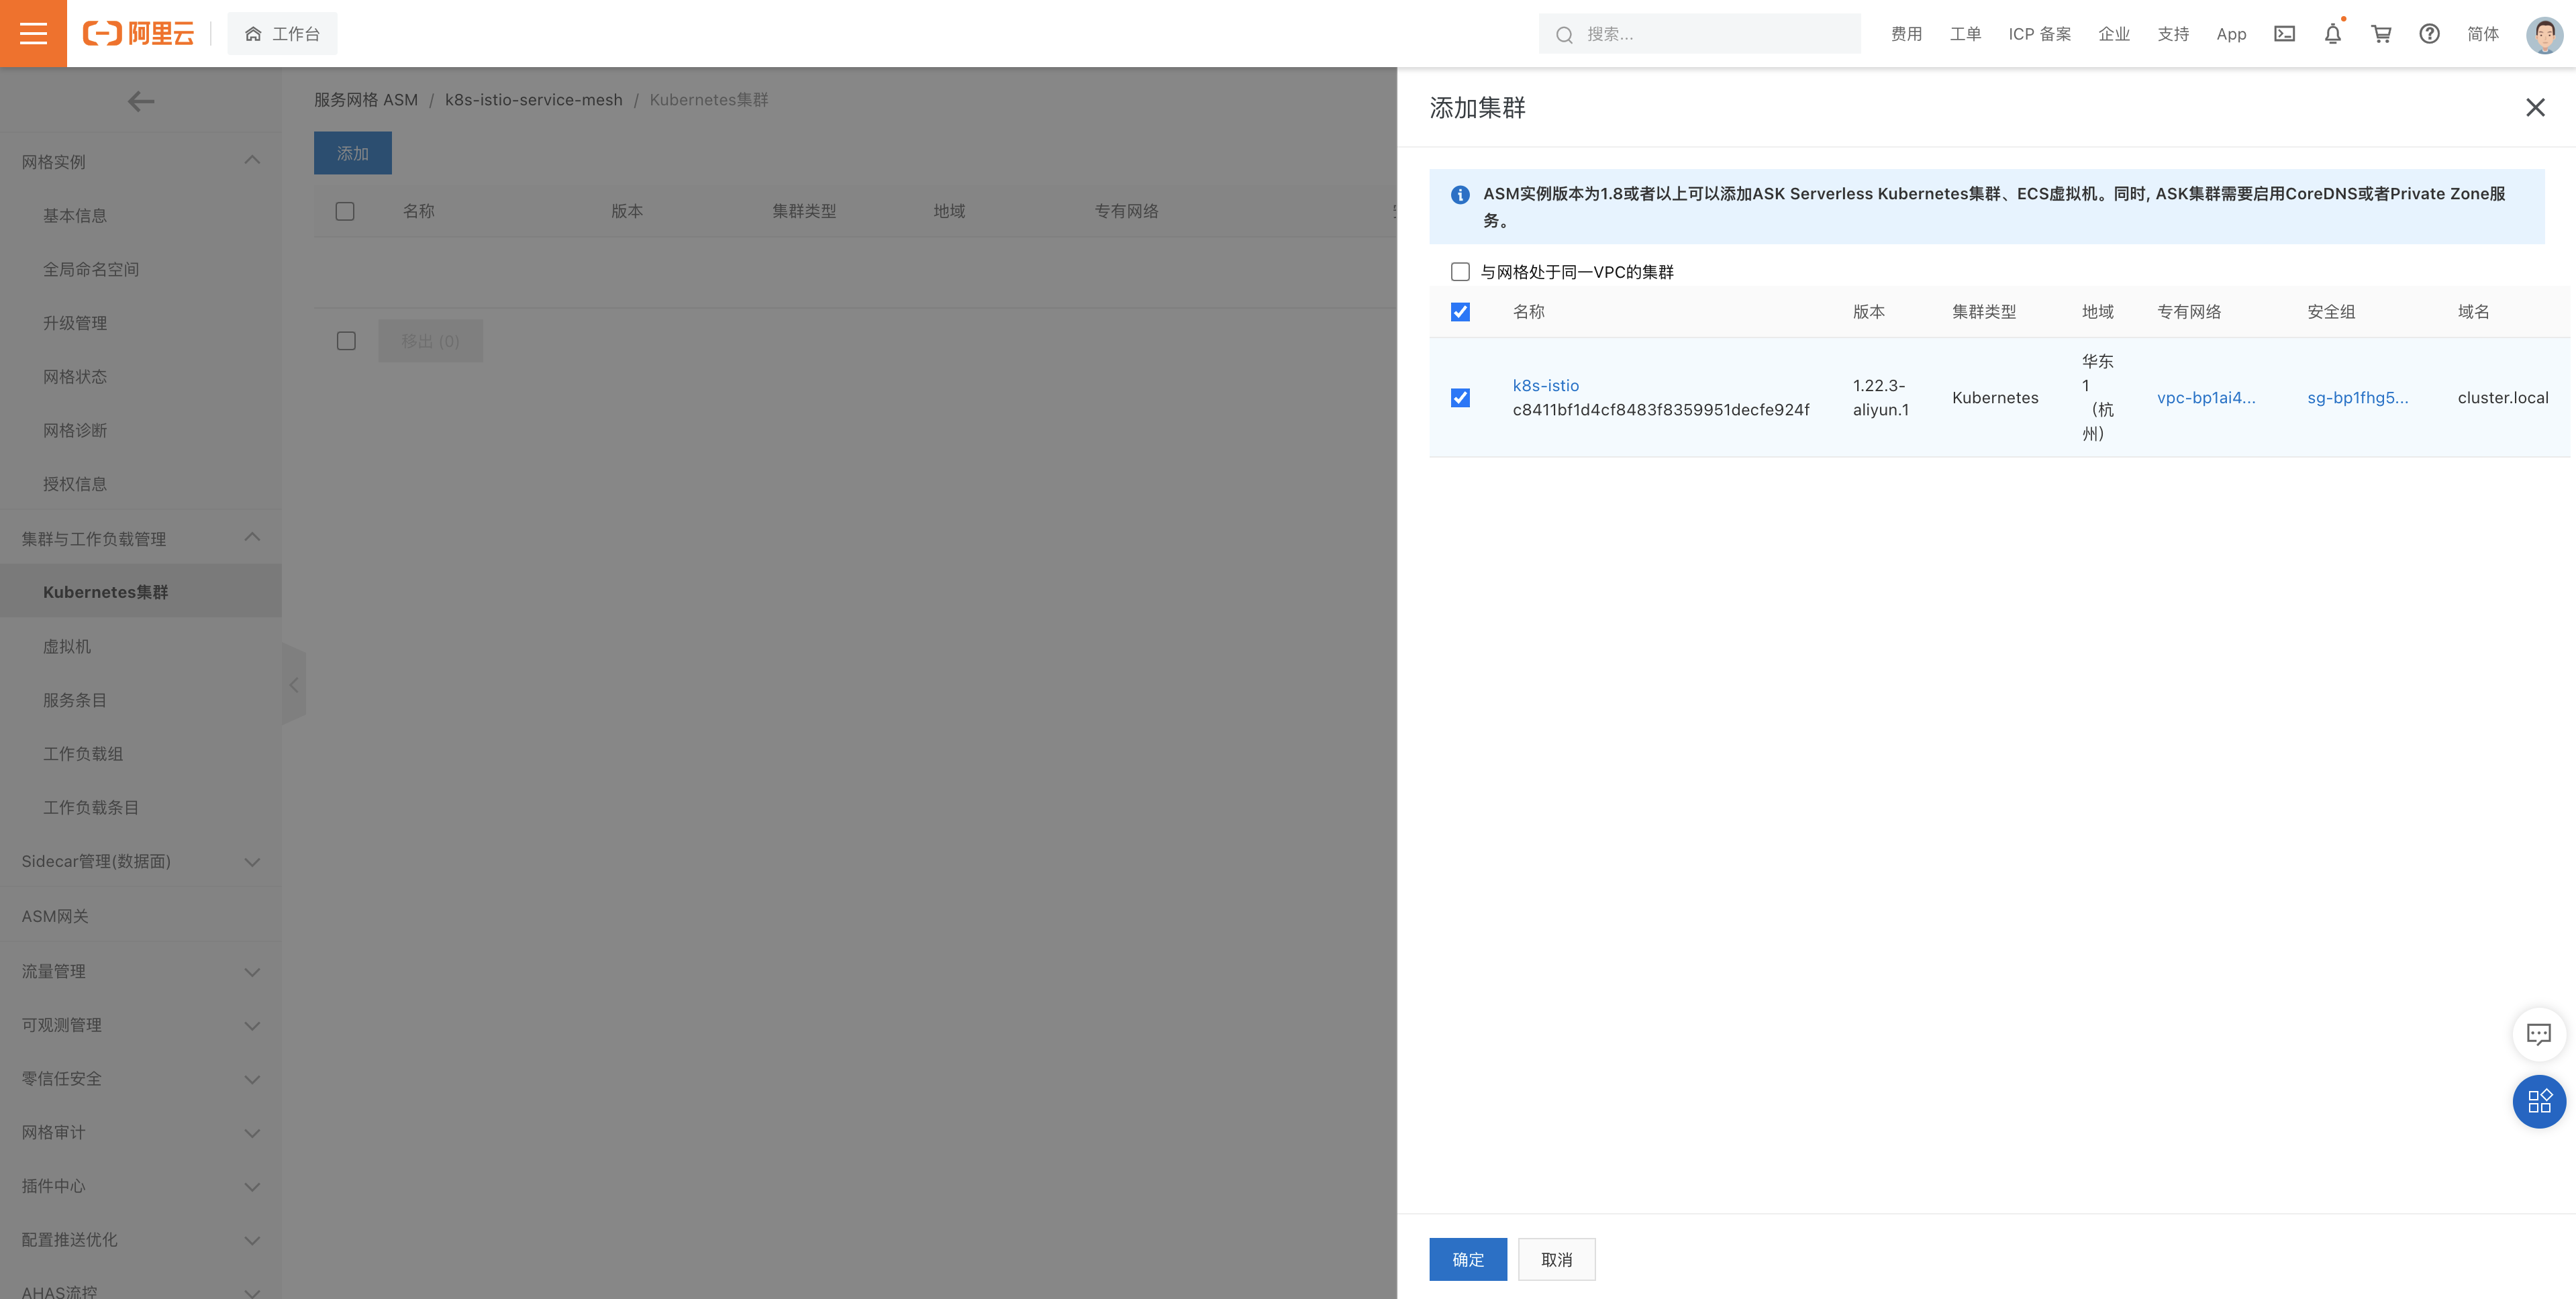 阿里云
工作台
搜索...
费用
工单
ICP 备案
企业
支持
App
简体
网格实例
基本信息
全局命名空间
升级管理
网格状态
网格诊断
授权信息
集群与工作负载管理
Kubernetes集群
虚拟机
服务条目
工作负载组
工作负载条目
Sidecar管理(数据面)
ASM网关
流量管理
可观测管理
零信任安全
网格审计
插件中心
配置推送优化
AHAS流控
服务网格 ASM / k8s-istio-service-mesh / Kubernetes集群
添加
名称 版本 集群类型 地域 专有网络
移出 (0)
添加集群
ASM实例版本为1.8或者以上可以添加ASK Serverless Kubernetes集群、ECS虚拟机。同时, ASK集群需要启用CoreDNS或者Private Zone服
务。
与网格处于同一VPC的集群
名称 版本 集群类型 地域 专有网络 安全组 域名
k8s-istio
c8411bf1d4cf8483f8359951decfe924f
1.22.3-
aliyun.1
Kubernetes
华东
1
（杭
州）
vpc-bp1ai4...
sg-bp1fhg5...
cluster.local
确定
取消